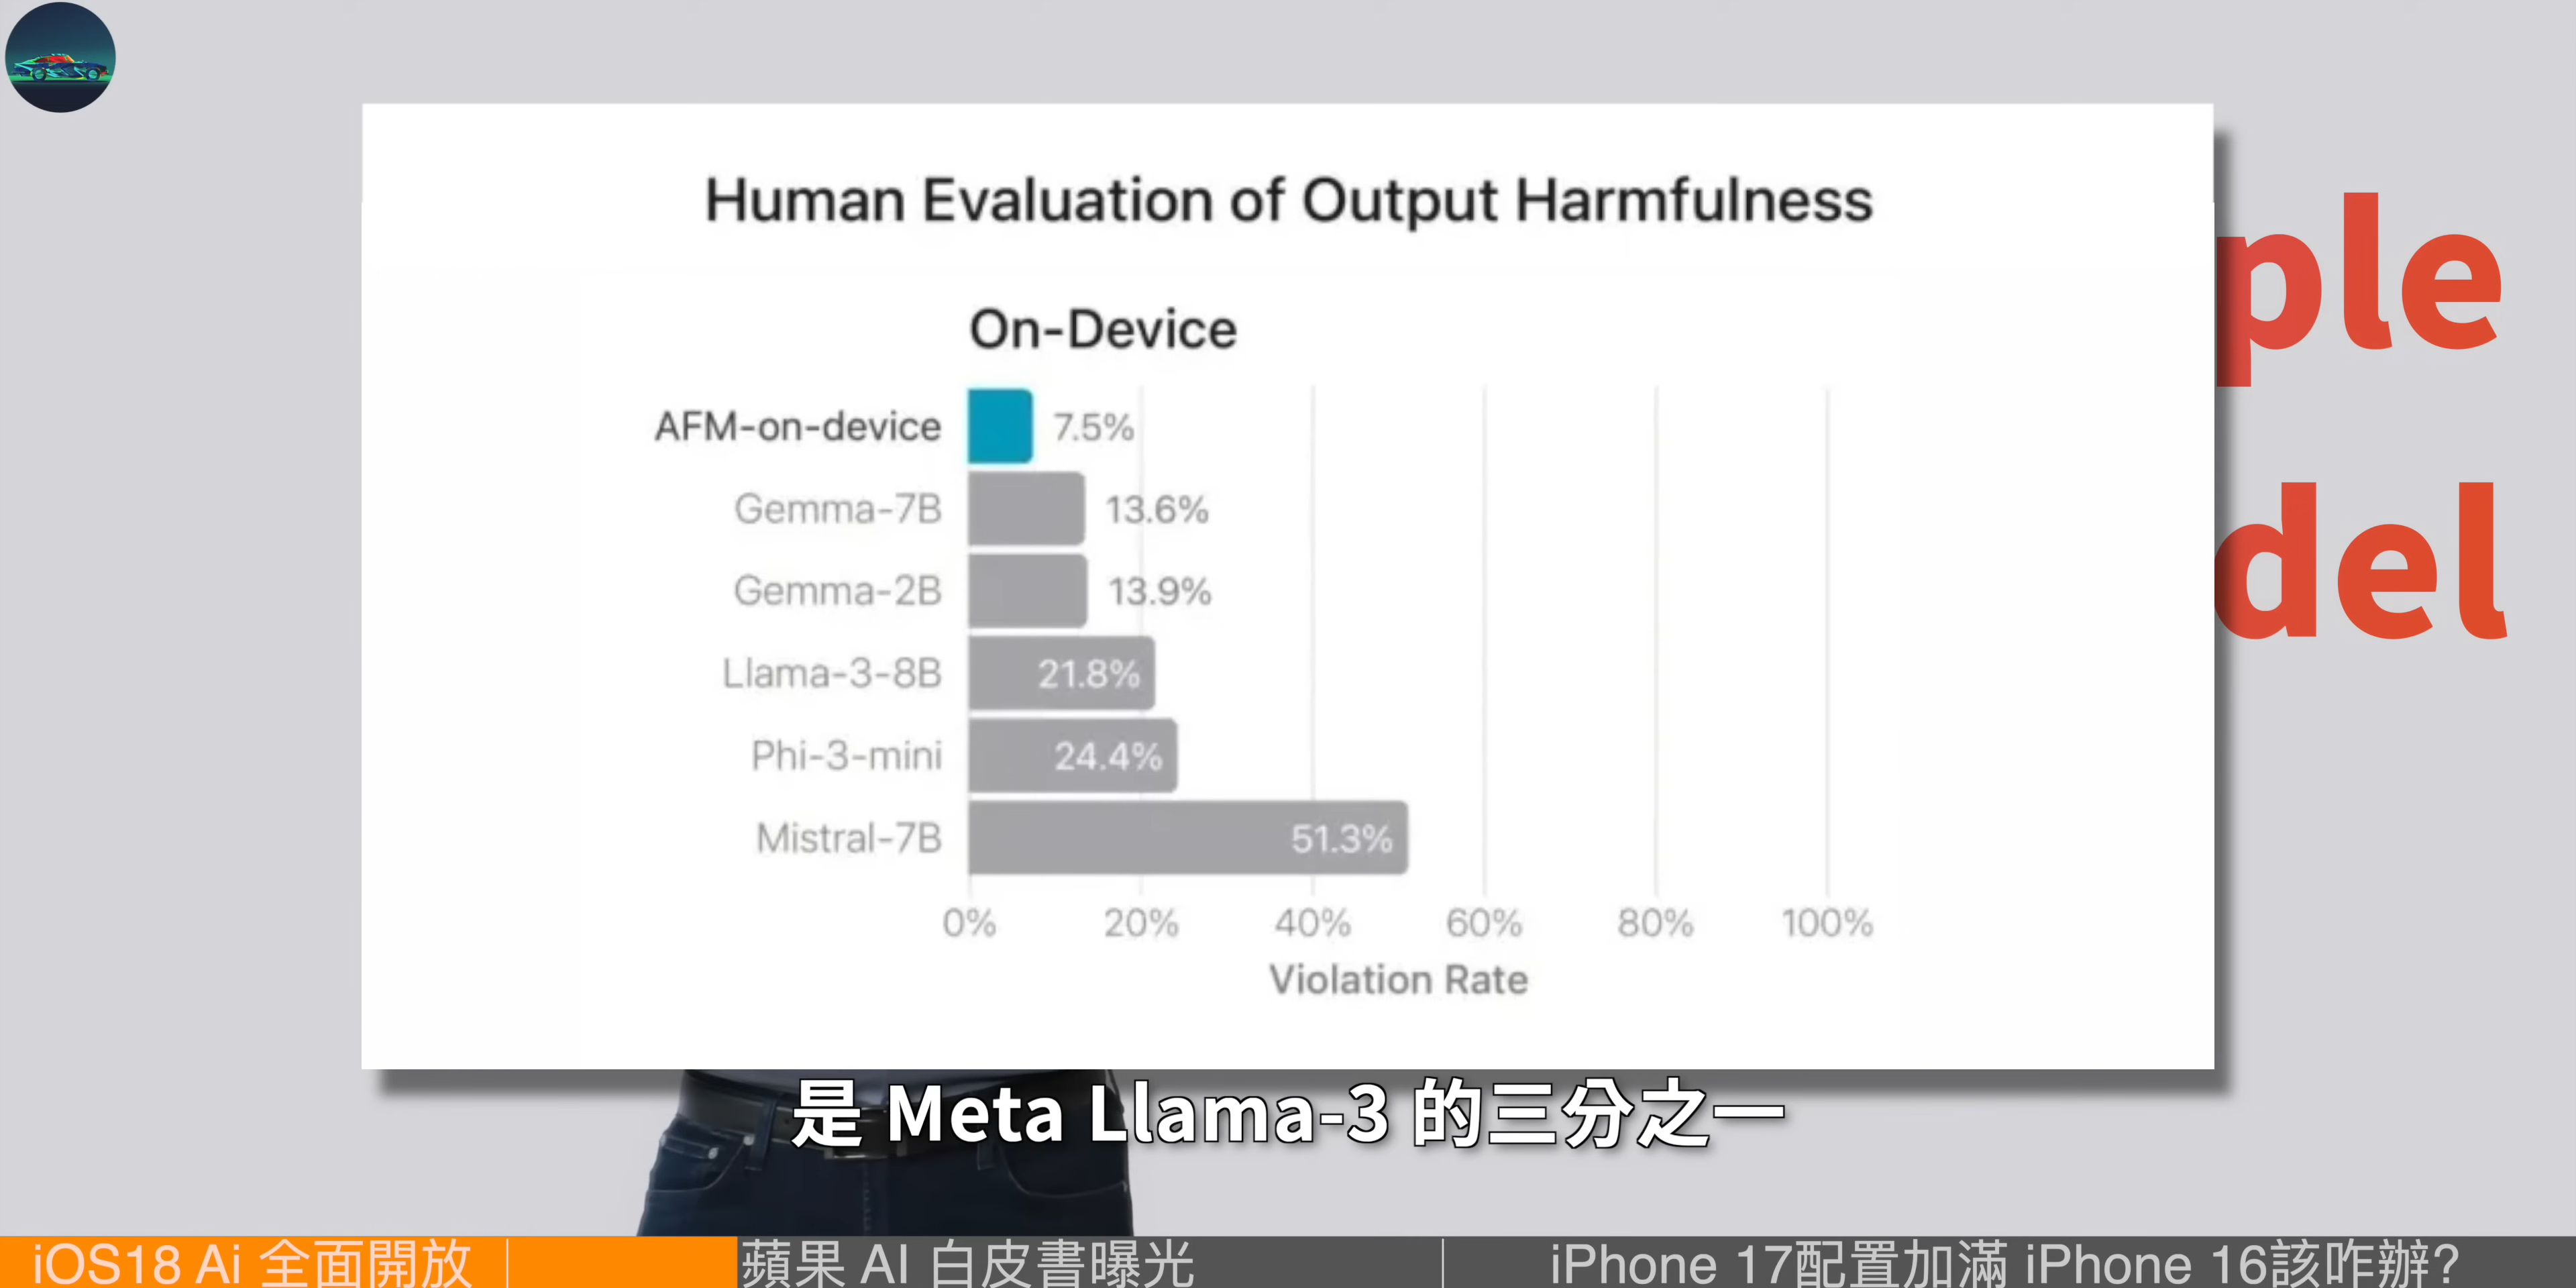 Human Evaluation of Output Harmfulness
On-Device
AFM-on-device 7.5%
Gemma-7B 13.6%
Gemma-2B 13.9%
Llama-3-8B 21.8%
Phi-3-mini 24.4%
Mistral-7B 51.3%
0% 20% 40% 60% 80% 100%
Violation Rate
ple
del
是 Meta Llama-3 的三分之一
iOS18 Ai 全面開放
蘋果 AI 白皮書曝光
iPhone 17配置加滿 iPhone 16該咋辦?